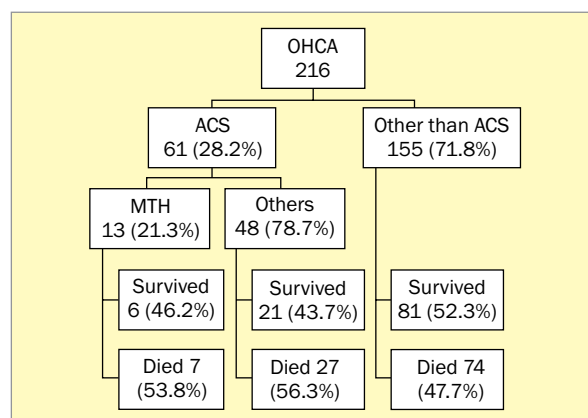 OHCA
216
ACS
61 (28.2%)
Other than ACS
155 (71.8%)
MTH
13 (21.3%)
Others
48 (78.7%)
Survived
6 (46.2%)
Survived
21 (43.7%)
Survived
81 (52.3%)
Died 7
(53.8%)
Died 27
(56.3%)
Died 74
(47.7%)